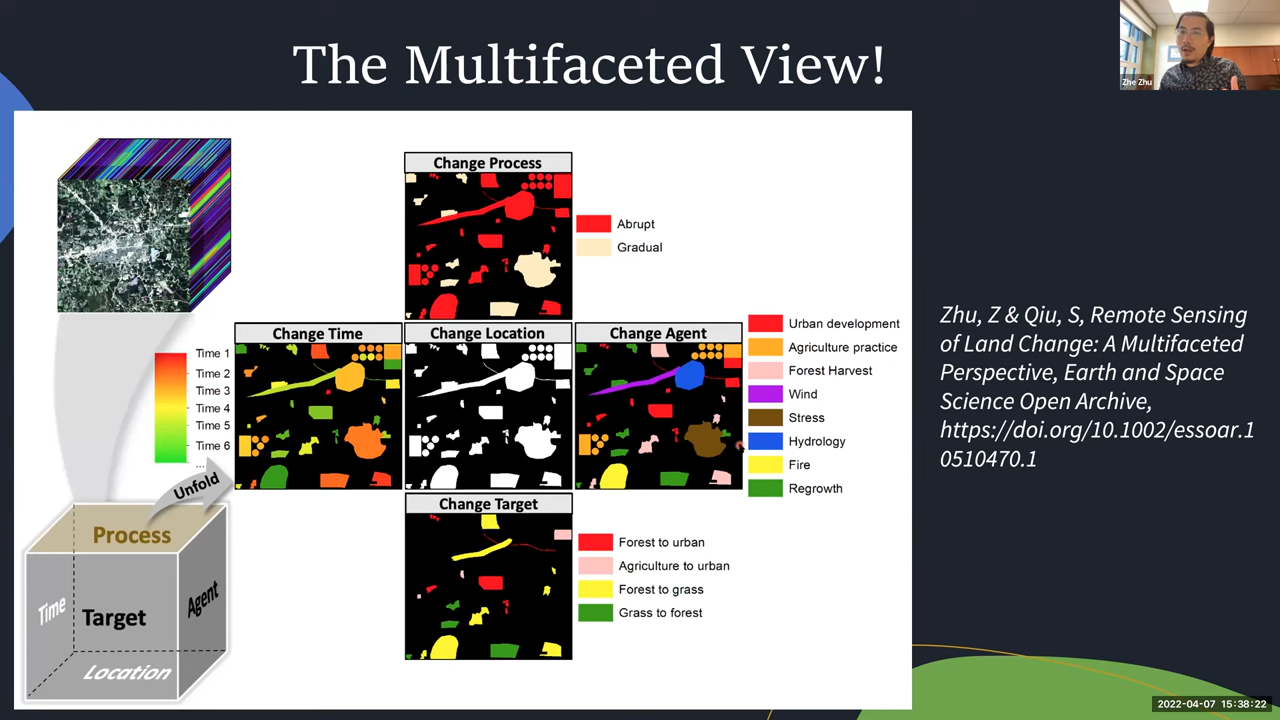 The Multifaceted View!
Zhe Zhu
Change Process
Abrupt
Gradual
Change Time
Change Location
Change Agent
Time 1
Time 2
Time 3
Time 4
Time 5
Time 6
...
Urban development
Agriculture practice
Forest Harvest
Wind
Stress
Hydrology
Fire
Regrowth
Unfold
Process
Time
Target
Agent
Location
Change Target
Forest to urban
Agriculture to urban
Forest to grass
Grass to forest
Zhu, Z & Qiu, S, Remote Sensing
of Land Change: A Multifaceted
Perspective, Earth and Space
Science Open Archive,
https://doi.org/10.1002/essoar.1
0510470.1
2022-04-07 15:38:22